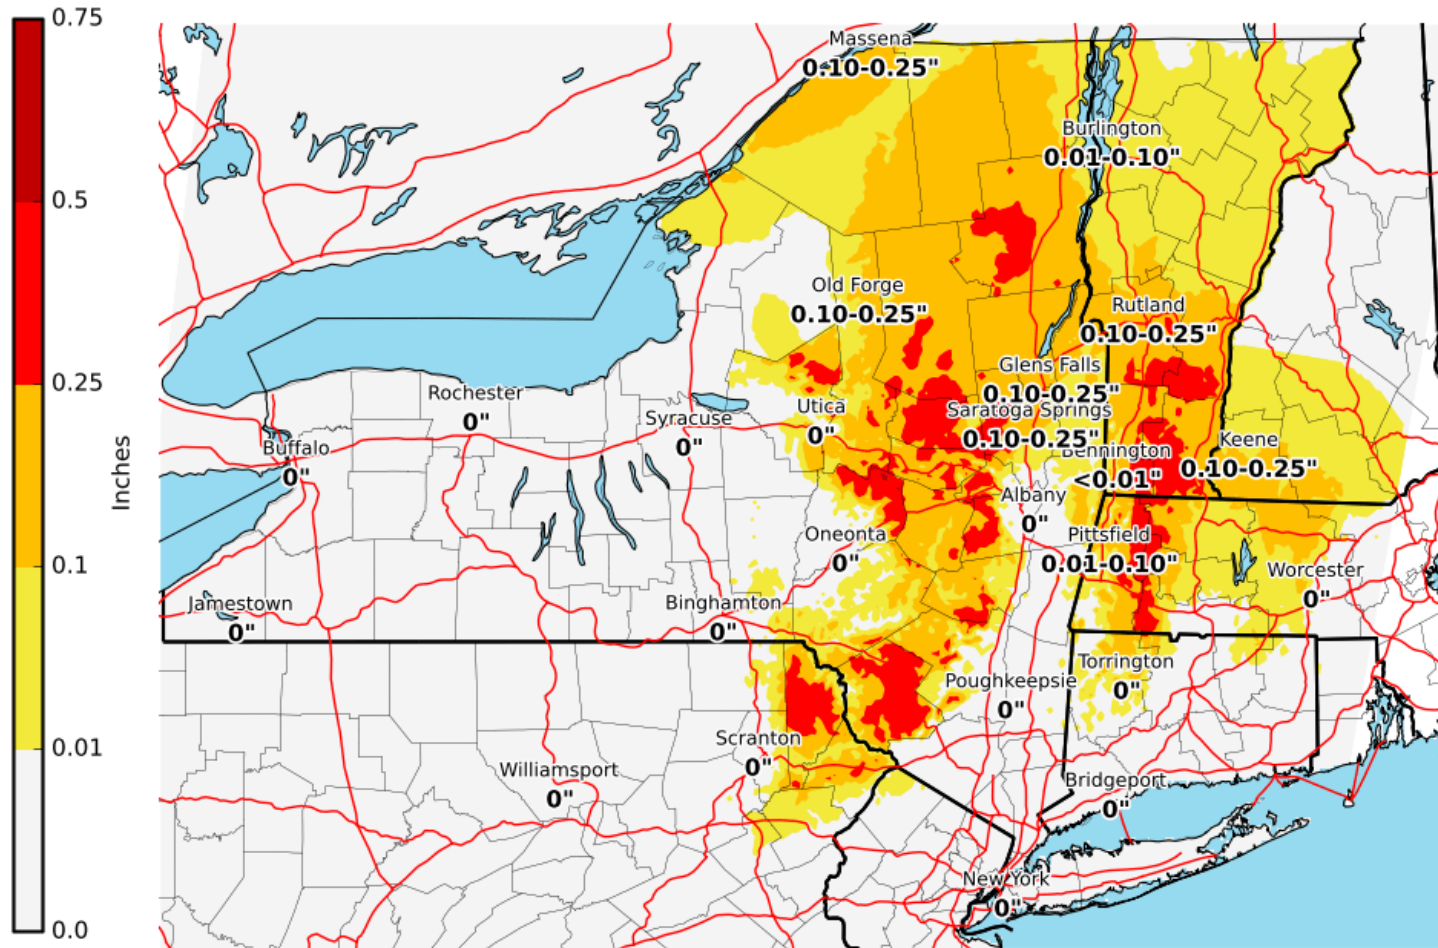 0.75
0.5
0.25
0.1
0.01
0.0
Inches
Massena
0.10-0.25"
Burlington
0.01-0.10"
Old Forge
0.10-0.25"
Rutland
0.10-0.25"
Glens Falls
0.10-0.25"
Rochester
0"
Syracuse
0"
Utica
0"
Saratoga Springs
0.10-0.25"
Buffalo
0"
Bennington
<0.01"
Keene
0.10-0.25"
Albany
0"
Oneonta
0"
Pittsfield
0.01-0.10"
Worcester
0"
Jamestown
0"
Binghamton
0"
Torrington
0"
Poughkeepsie
0"
Scranton
0"
Williamsport
0"
Bridgeport
0"
New York
0"